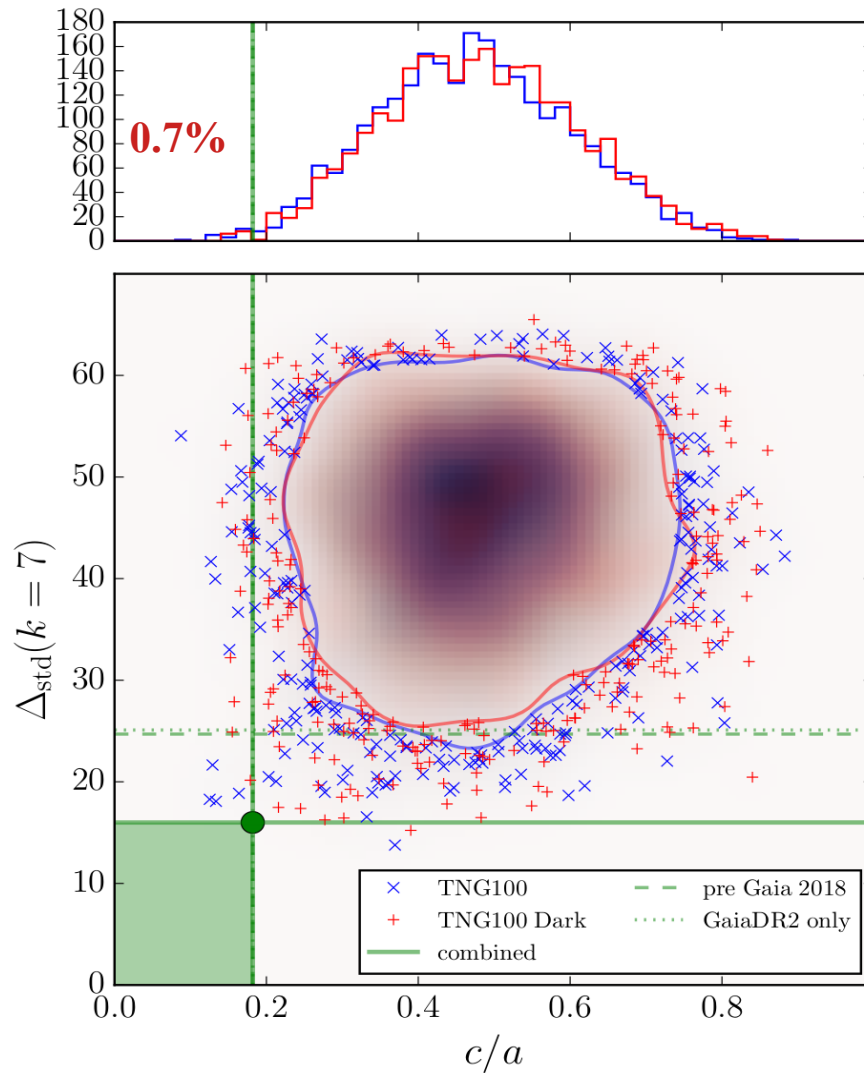 180
160
140
120
100
80
60
40
20
0
0.7%
60
50
40
30
20
10
0
Δstd(k = 7)
TNG100
TNG100 Dark
combined
pre Gaia 2018
GaiaDR2 only
0.0 0.2 0.4 0.6 0.8
c/a